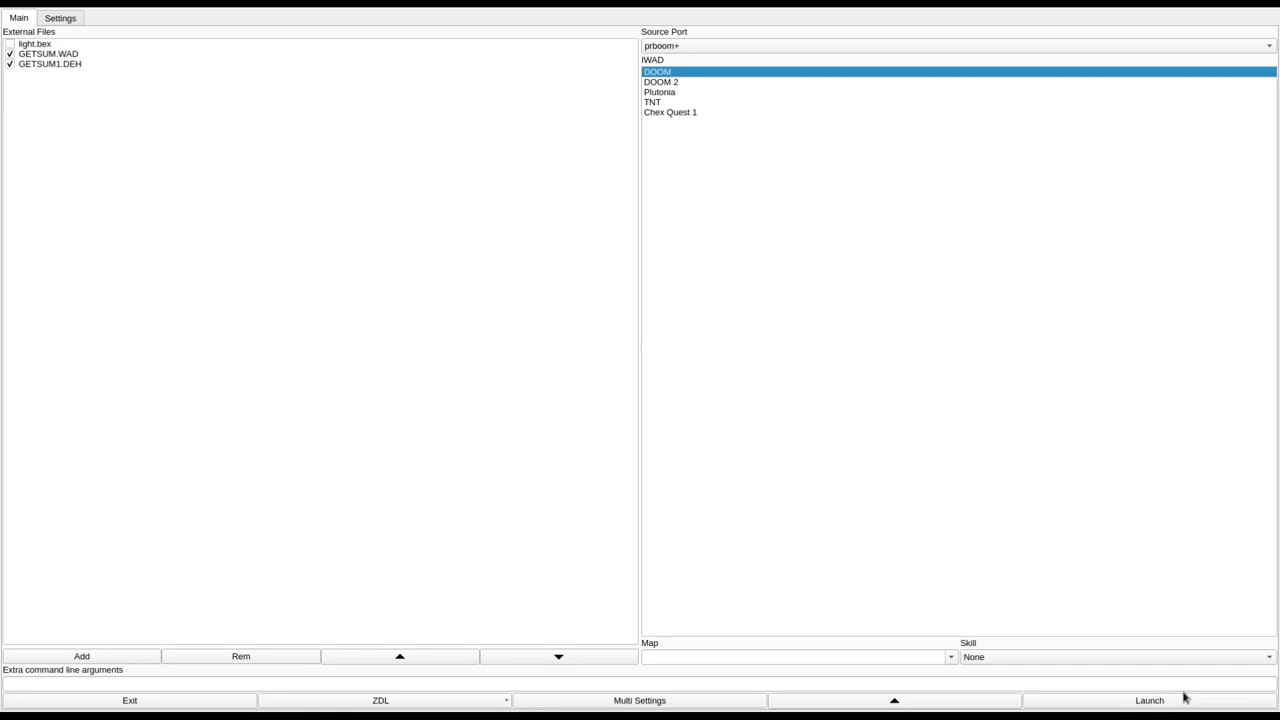 Main
Settings
External Files
light.bex
GETSUM.WAD
GETSUM1.DEH
Add
Rem
Extra command line arguments
Source Port
prboom+
IWAD
DOOM
DOOM 2
Plutonia
TNT
Chex Quest 1
Map
Skill
None
Exit
ZDL
Multi Settings
Launch